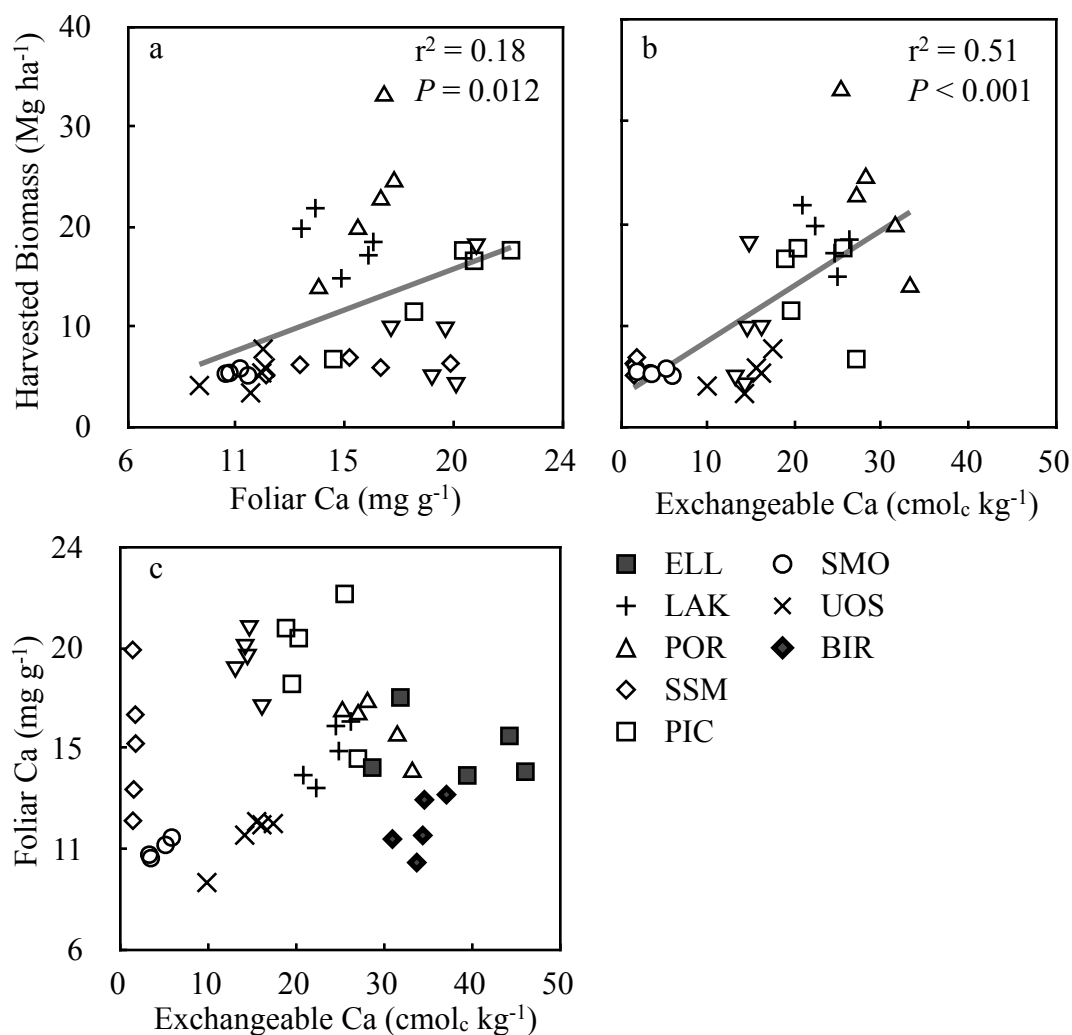 a
r² = 0.18
P = 0.012
b
r² = 0.51
P < 0.001
Harvested Biomass (Mg ha⁻¹)
40
30
20
10
0
6 11 15 20 24
Foliar Ca (mg g⁻¹)
0 10 20 30 40 50
Exchangeable Ca (cmol_c kg⁻¹)
c
Foliar Ca (mg g⁻¹)
24
20
15
11
6
0 10 20 30 40 50
Exchangeable Ca (cmol_c kg⁻¹)
ELL
LAK
POR
SSM
PIC
SMO
UOS
BIR